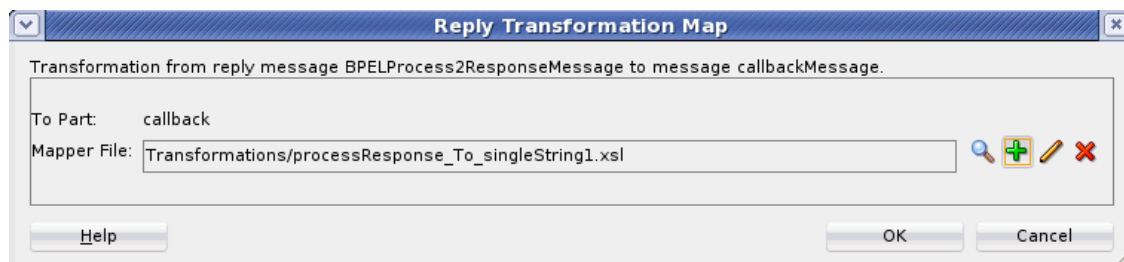 Reply Transformation Map
Transformation from reply message BPELProcess2ResponseMessage to message callbackMessage.
To Part: callback
Mapper File: Transformations/processResponse_To_singleString1.xsl
Help OK Cancel